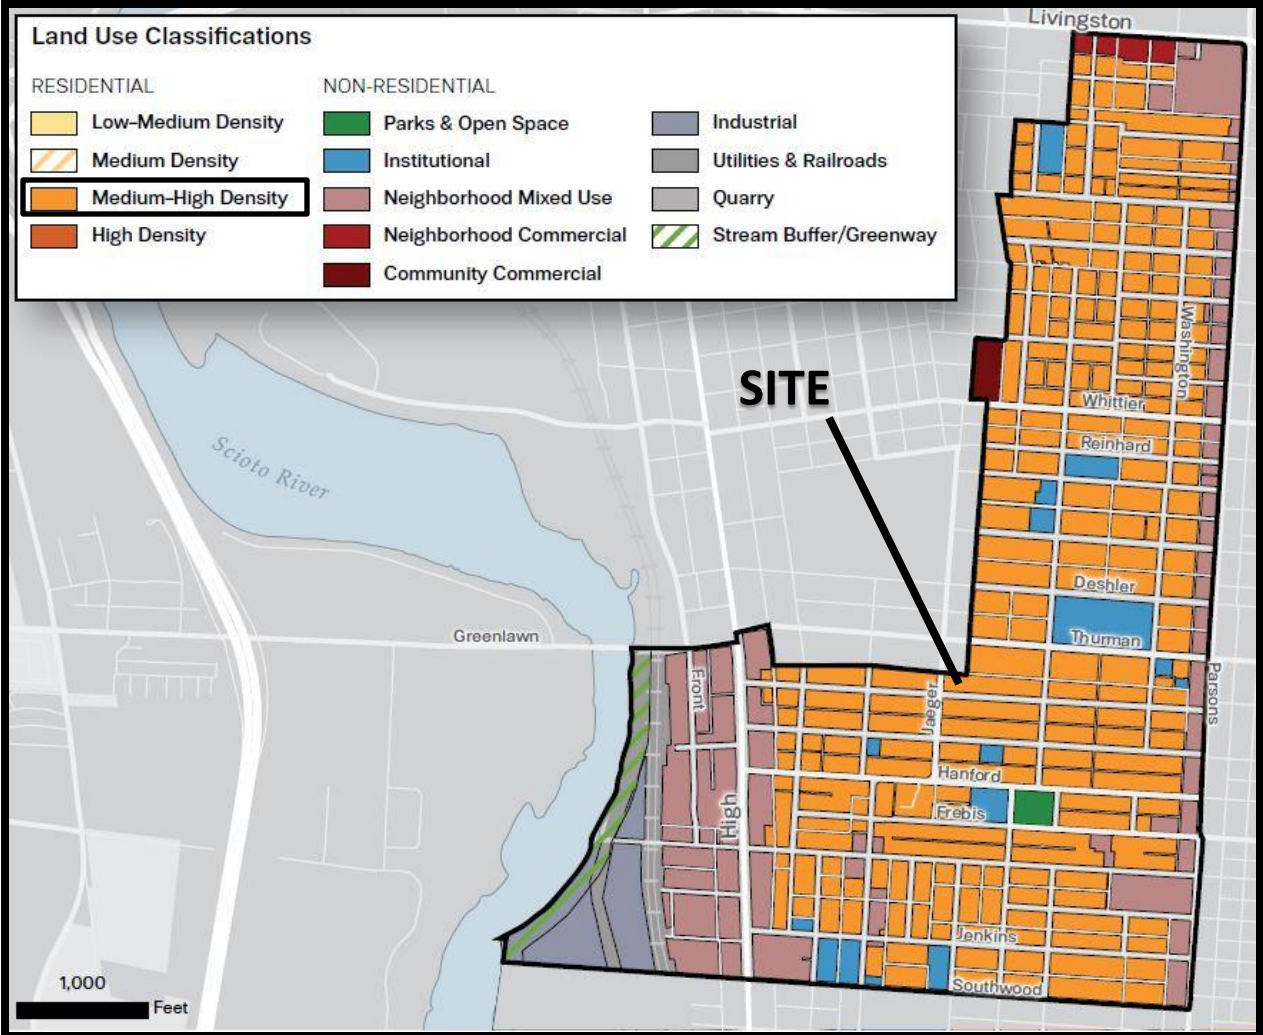 Livingston
Land Use Classifications
RESIDENTIAL
Low–Medium Density
Medium Density
Medium–High Density
High Density
NON-RESIDENTIAL
Parks & Open Space
Institutional
Neighborhood Mixed Use
Neighborhood Commercial
Community Commercial
Industrial
Utilities & Railroads
Quarry
Stream Buffer/Greenway
Washington
SITE
Whittier
Reinhard
Scioto River
Deshler
Greenlawn
Thurman
Parsons
Front
Jaeger
Hanford
High
Frebis
Jenkins
Southwood
1,000
Feet